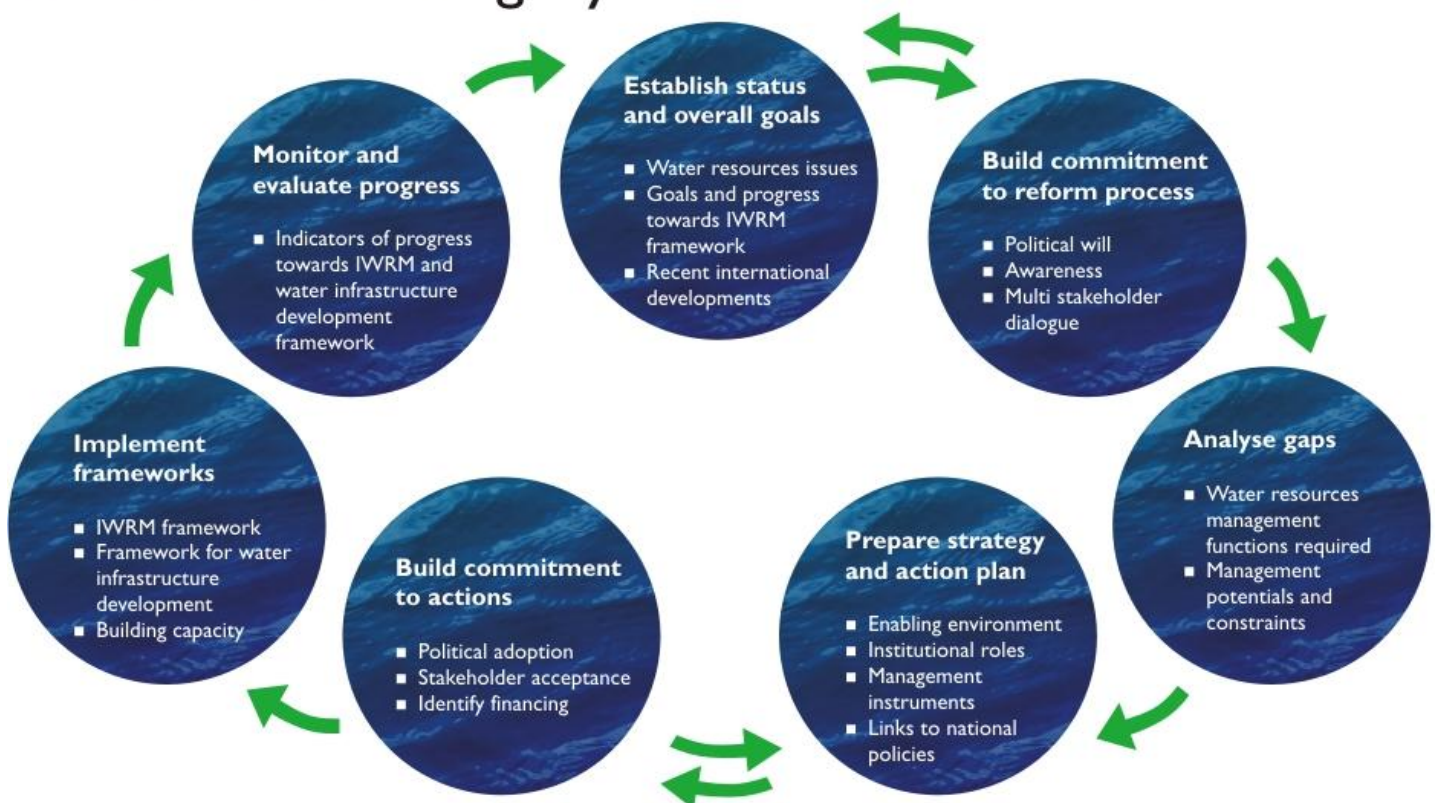 Establish status
and overall goals
■ Water resources issues
■ Goals and progress
towards IWRM
framework
■ Recent international
developments
Build commitment
to reform process
■ Political will
■ Awareness
■ Multi stakeholder
dialogue
Analyse gaps
■ Water resources
management
functions required
■ Management
potentials and
constraints
Prepare strategy
and action plan
■ Enabling environment
■ Institutional roles
■ Management
instruments
■ Links to national
policies
Build commitment
to actions
■ Political adoption
■ Stakeholder acceptance
■ Identify financing
Implement
frameworks
■ IWRM framework
■ Framework for water
infrastructure
development
■ Building capacity
Monitor and
evaluate progress
■ Indicators of progress
towards IWRM and
water infrastructure
development
framework